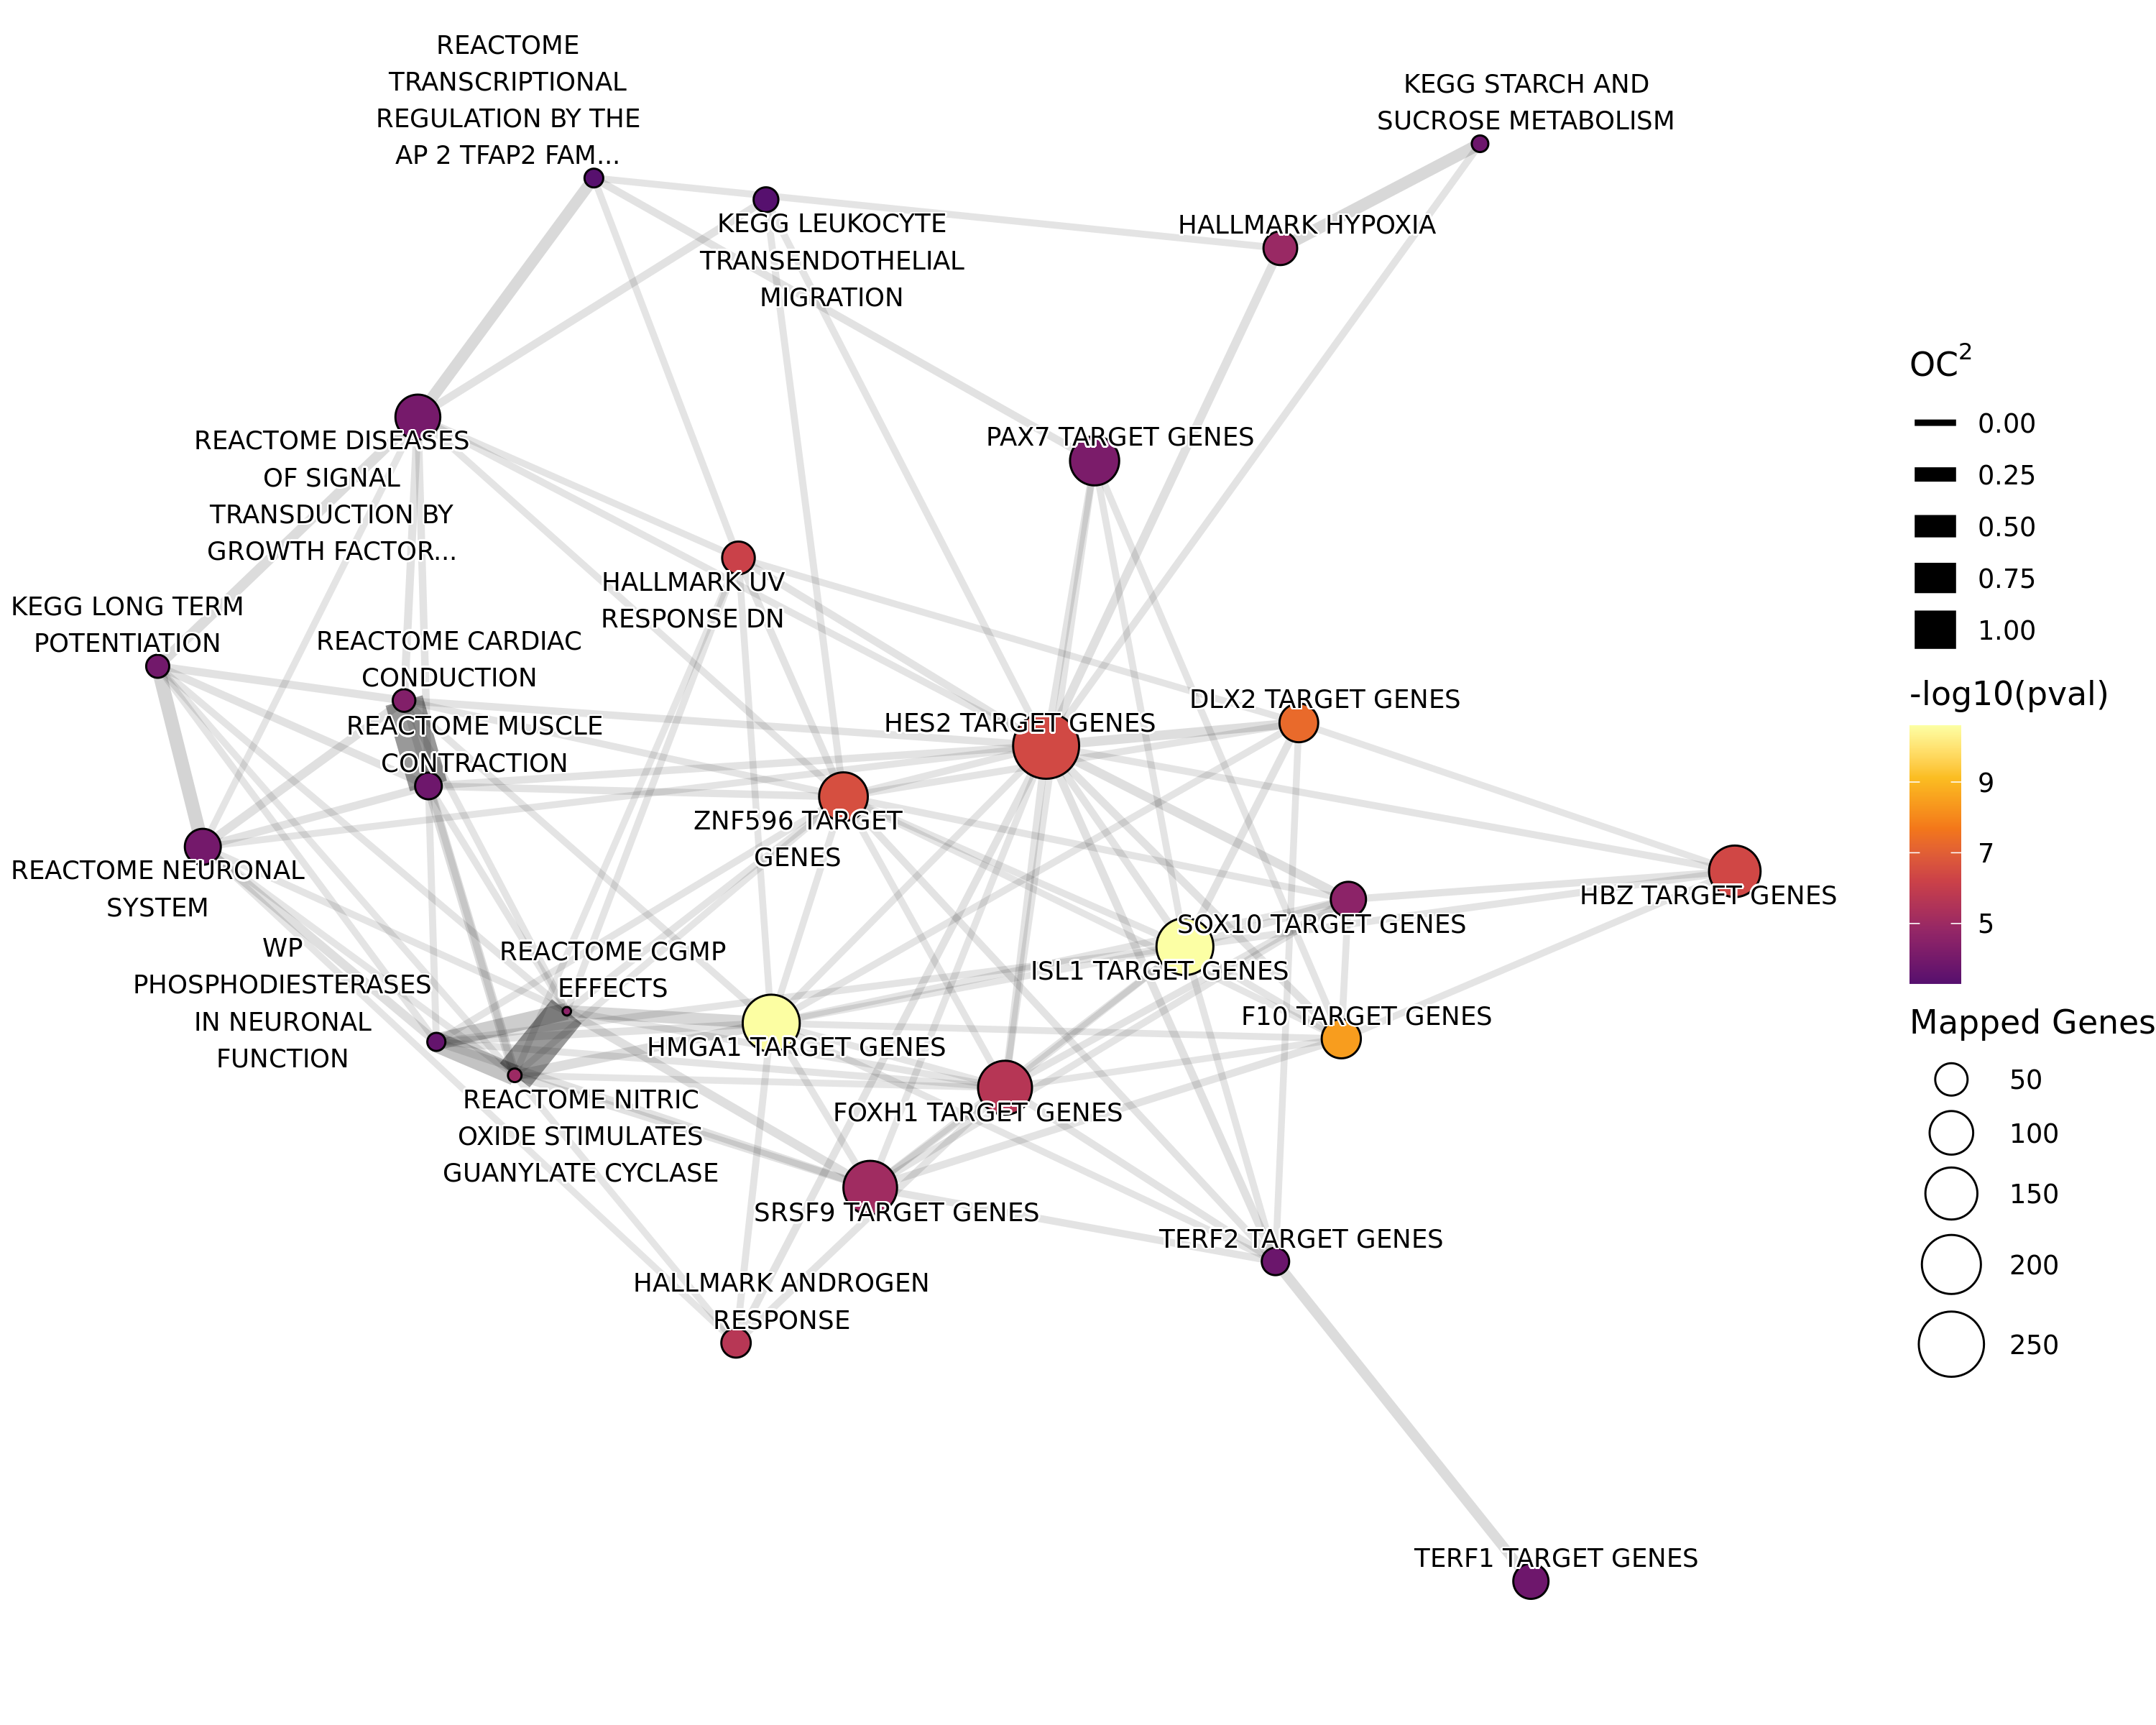 REACTOME
TRANSCRIPTIONAL
REGULATION BY THE
AP 2 TFAP2 FAM...
KEGG STARCH AND
SUCROSE METABOLISM
KEGG LEUKOCYTE
TRANSENDOTHELIAL
MIGRATION
HALLMARK HYPOXIA
REACTOME DISEASES
OF SIGNAL
TRANSDUCTION BY
GROWTH FACTOR...
PAX7 TARGET GENES
HALLMARK UV
RESPONSE DN
KEGG LONG TERM
POTENTIATION
REACTOME CARDIAC
CONDUCTION
REACTOME MUSCLE
CONTRACTION
HES2 TARGET GENES
DLX2 TARGET GENES
ZNF596 TARGET
GENES
REACTOME NEURONAL
SYSTEM
HBZ TARGET GENES
SOX10 TARGET GENES
ISL1 TARGET GENES
WP
PHOSPHODIESTERASES
IN NEURONAL
FUNCTION
REACTOME CGMP
EFFECTS
F10 TARGET GENES
HMGA1 TARGET GENES
REACTOME NITRIC
OXIDE STIMULATES
GUANYLATE CYCLASE
FOXH1 TARGET GENES
SRSF9 TARGET GENES
TERF2 TARGET GENES
HALLMARK ANDROGEN
RESPONSE
TERF1 TARGET GENES
OC²
0.00
0.25
0.50
0.75
1.00
-log10(pval)
9
7
5
Mapped Genes
50
100
150
200
250